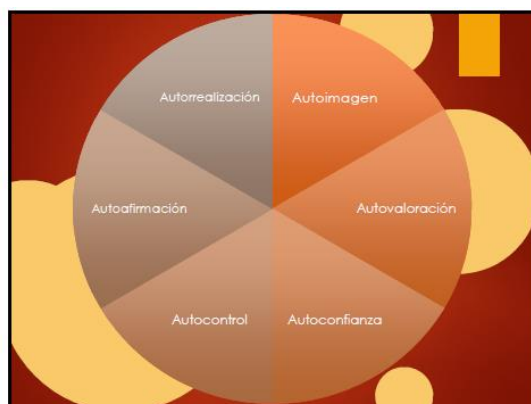 Autorrealización
Autoimagen
Autoafirmación
Autovaloración
Autocontrol
Autoconfianza